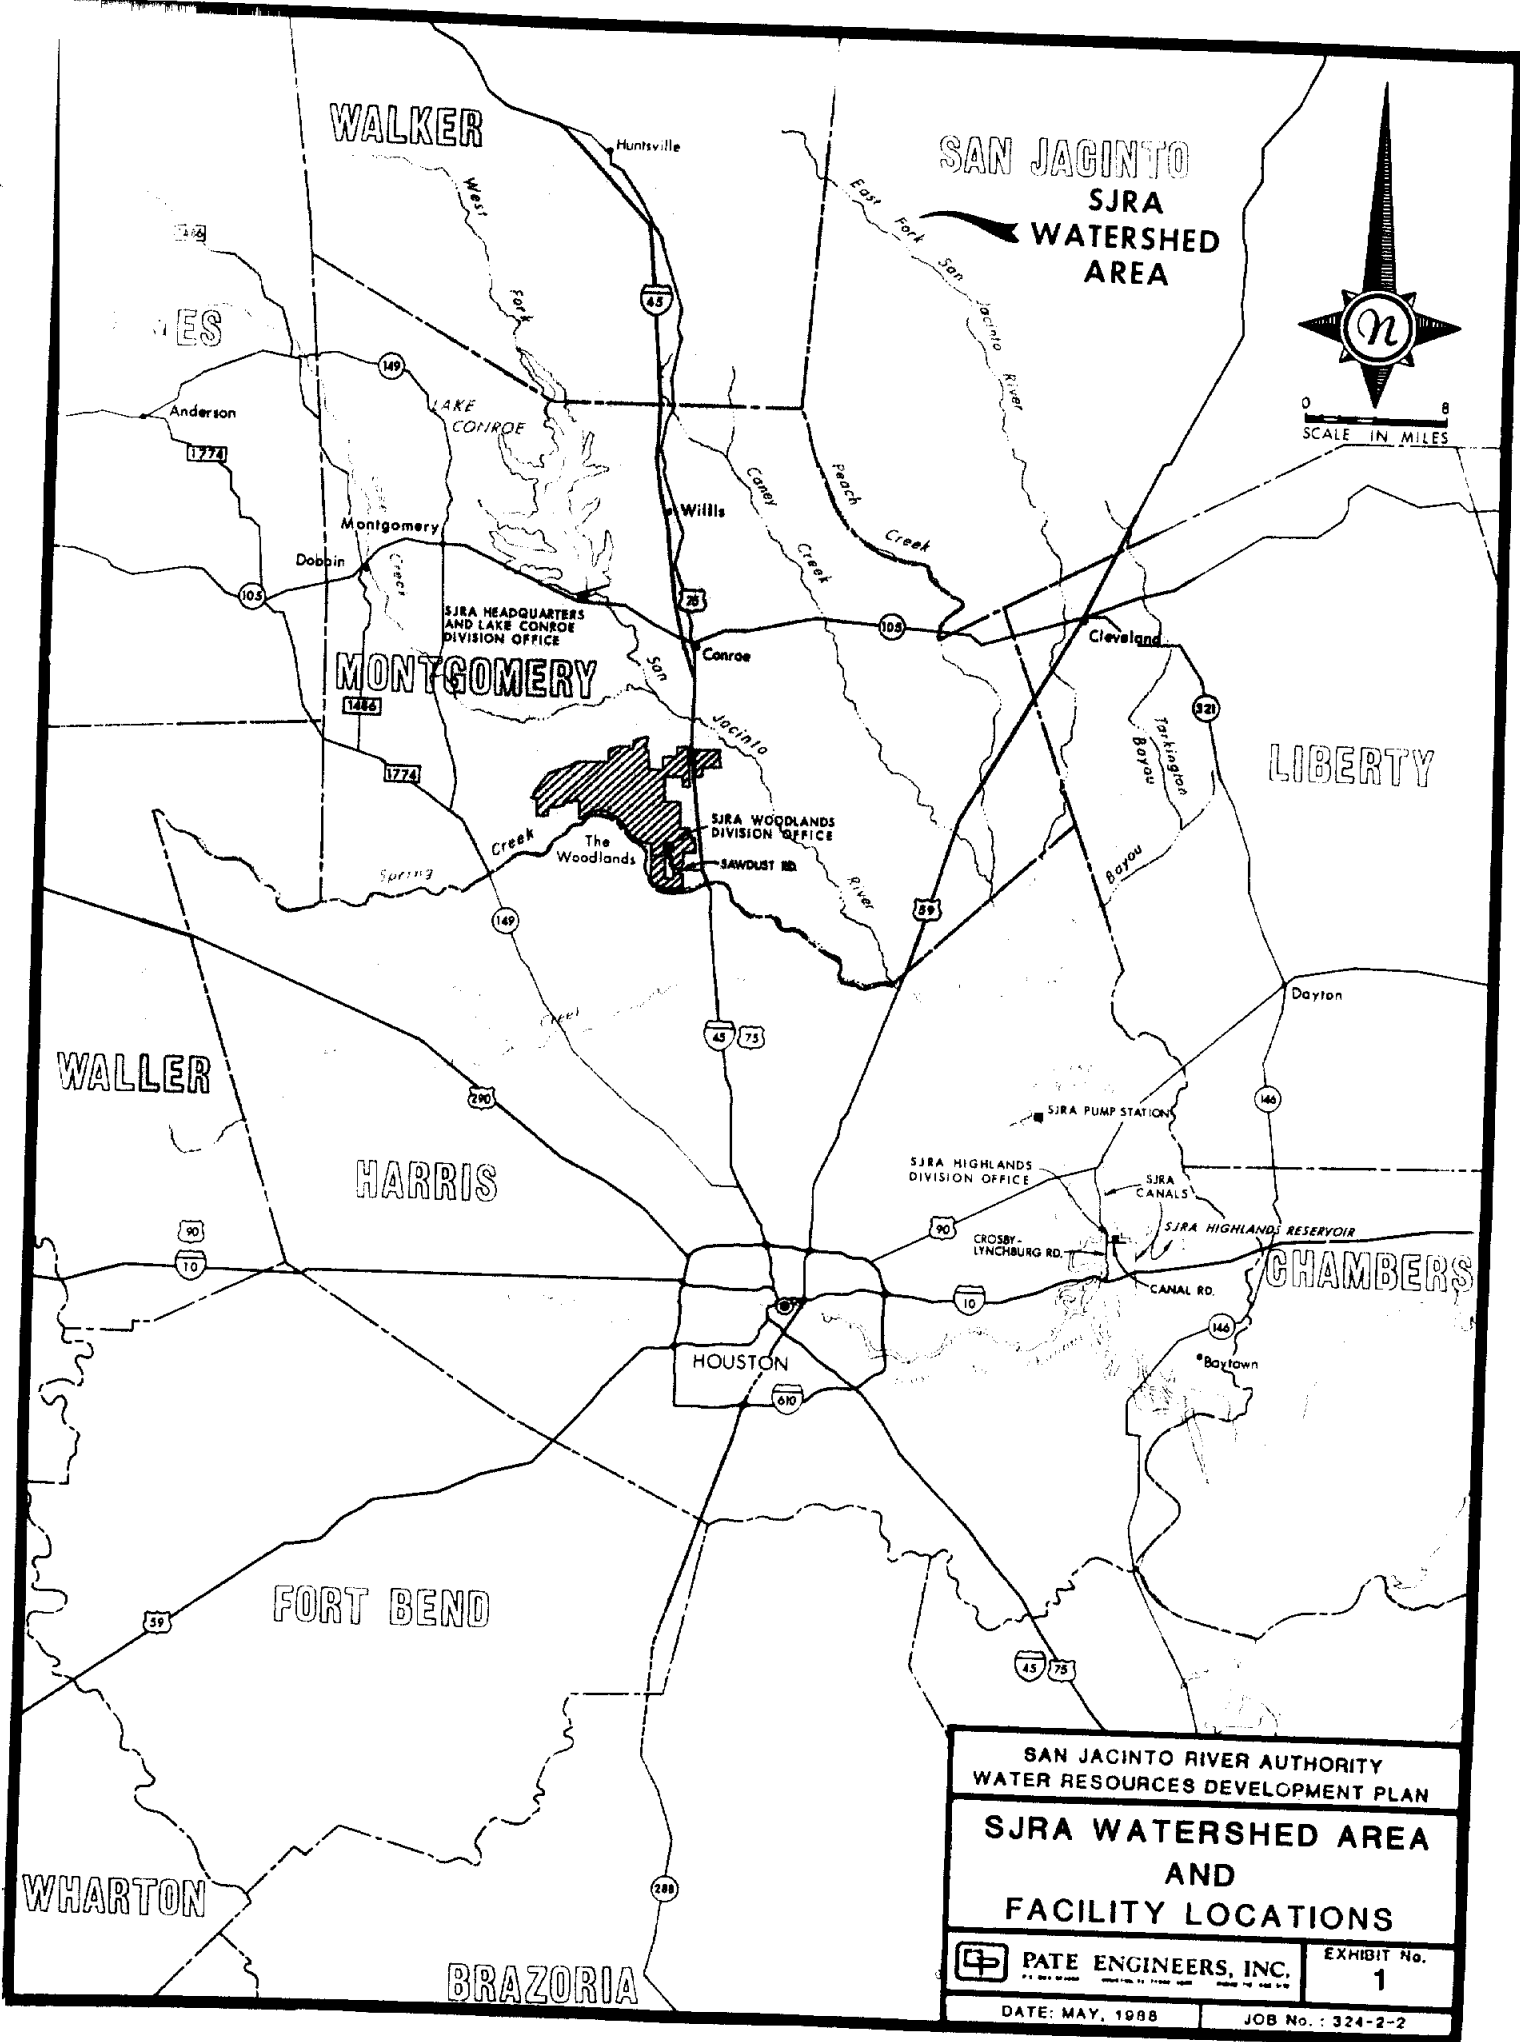 WALKER
Huntsville
SAN JACINTO
SJRA
WATERSHED
AREA
West
Fork
East Fork San Jacinto River
1486
45
N
149
LAKE
CONROE
Anderson
1774
0 8
SCALE IN MILES
Peach
Creek
Caney
Creek
Willis
Montgomery
Dobbin
Creek
105
75
SJRA HEADQUARTERS
AND LAKE CONROE
DIVISION OFFICE
105
Conroe
Cleveland
San
Jacinto
River
MONTGOMERY
1486
321
Tarkington
Bayou
LIBERTY
1774
SJRA WOODLANDS
DIVISION OFFICE
The
Woodlands
SAWDUST RD.
Spring
Creek
Bayou
149
59
Dayton
Creek
45 75
WALLER
290
146
SJRA PUMP STATION
HARRIS
SJRA HIGHLANDS
DIVISION OFFICE
SJRA
CANALS
90
10
90
SJRA HIGHLANDS RESERVOIR
CROSBY-
LYNCHBURG RD.
CHAMBERS
CANAL RD.
10
146
HOUSTON
Baytown
610
FORT BEND
59
45 75
288
WHARTON
BRAZORIA
SAN JACINTO RIVER AUTHORITY
WATER RESOURCES DEVELOPMENT PLAN
SJRA WATERSHED AREA
AND
FACILITY LOCATIONS
PATE ENGINEERS, INC.
EXHIBIT No.
1
DATE: MAY, 1988
JOB No. : 324-2-2